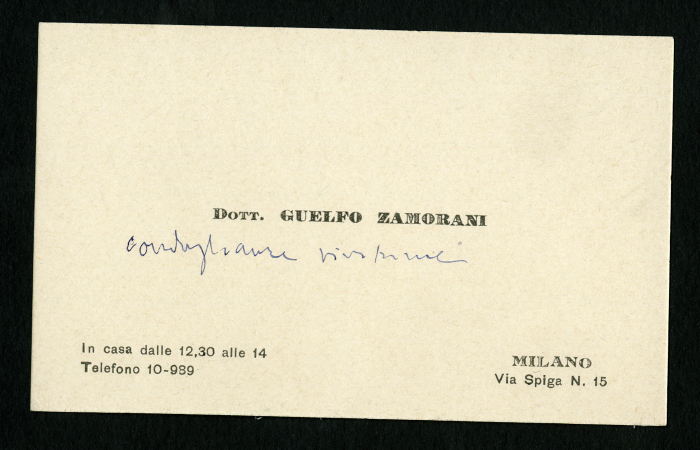 Dott. GUELFO ZAMORANI
condoglianze vivissime
In casa dalle 12,30 alle 14
Telefono 10-989
MILANO
Via Spiga N. 15